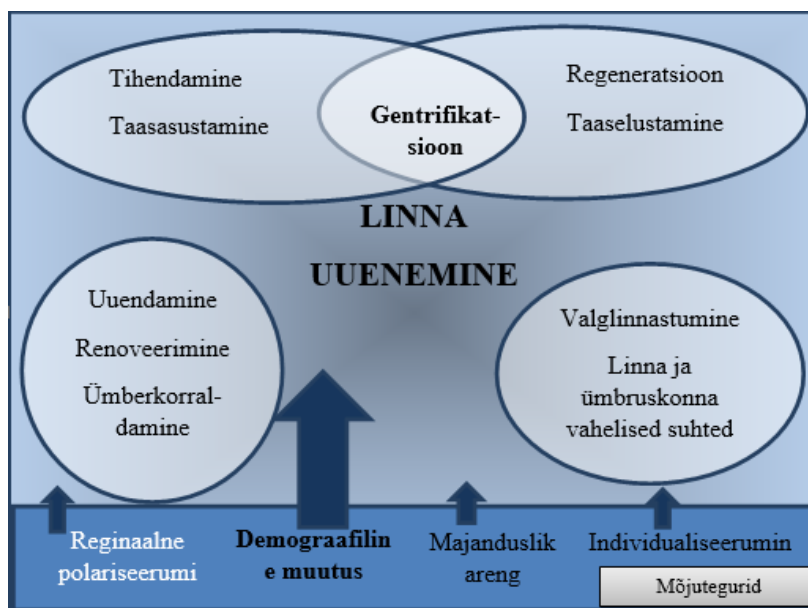 Tihendamine
Taasasustamine
Gentrifikat-
sioon
Regeneratsioon
Taaselustamine
LINNA
UUENEMINE
Uuendamine
Renoveerimine
Ümberkorral-
damine
Valglinnastumine
Linna ja
ümbruskonna
vahelised suhted
Reginaalne
polariseerumi
Demograafilin
e muutus
Majanduslik
areng
Individualiseerumin
Mõjutegurid